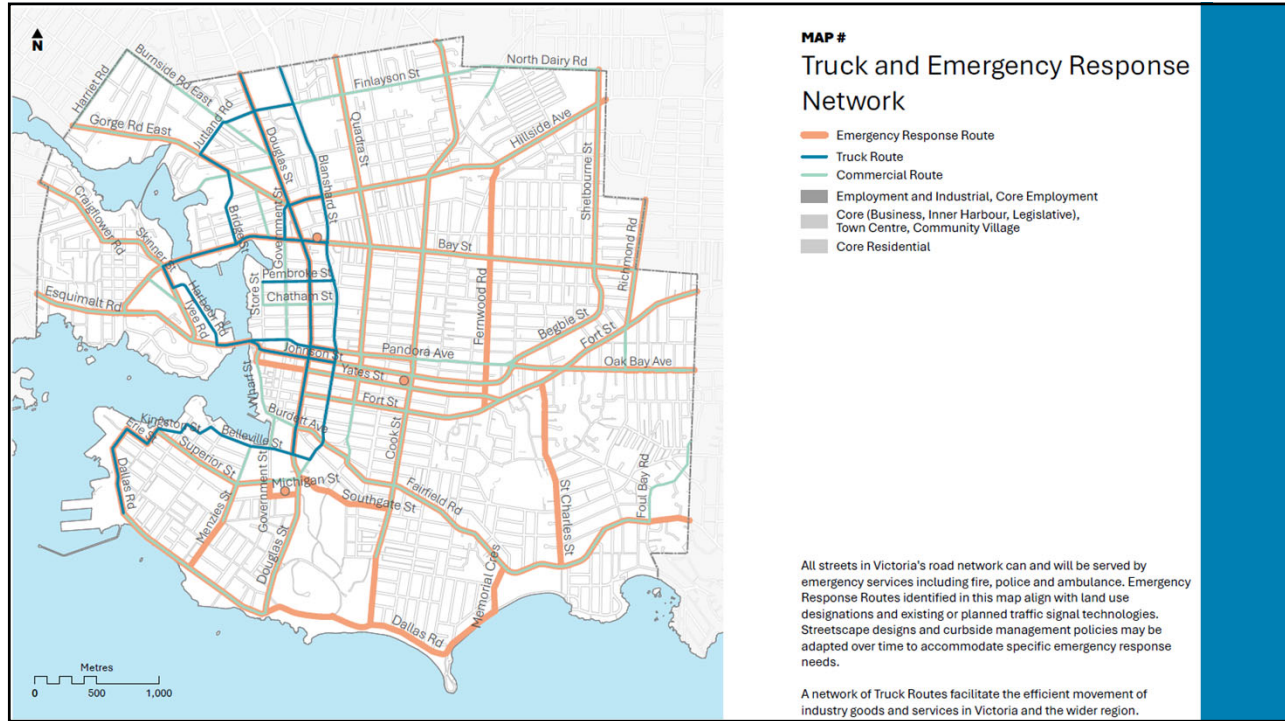 N
Burnside Rd East
Harriet Rd
Gorge Rd East
Jutland Rd
Douglas St
Finlayson St
North Dairy Rd
Quadra St
Hillside Ave
Blanshard St
Shelbourne St
Craigflower Rd
Skinner St
Bridge St
Government St
Bay St
Richmond Rd
Pembroke St
Store St
Chatham St
Esquimalt Rd
Harbour Rd
Tyee Rd
Fernwood Rd
Begbie St
Fort St
Johnson St
Pandora Ave
Oak Bay Ave
Yates St
Wharf St
Fort St
Burdett Ave
Cook St
Kingston St
Erie St
Belleville St
Superior St
Dallas Rd
Government St
Michigan St
Southgate St
Fairfield Rd
Foul Bay Rd
St Charles St
Menzies St
Douglas St
Memorial Cres
Dallas Rd
Metres
0 500 1,000
MAP #
Truck and Emergency Response
Network
Emergency Response Route
Truck Route
Commercial Route
Employment and Industrial, Core Employment
Core (Business, Inner Harbour, Legislative),
Town Centre, Community Village
Core Residential
All streets in Victoria's road network can and will be served by
emergency services including fire, police and ambulance. Emergency
Response Routes identified in this map align with land use
designations and existing or planned traffic signal technologies.
Streetscape designs and curbside management policies may be
adapted over time to accommodate specific emergency response
needs.
A network of Truck Routes facilitate the efficient movement of
industry goods and services in Victoria and the wider region.